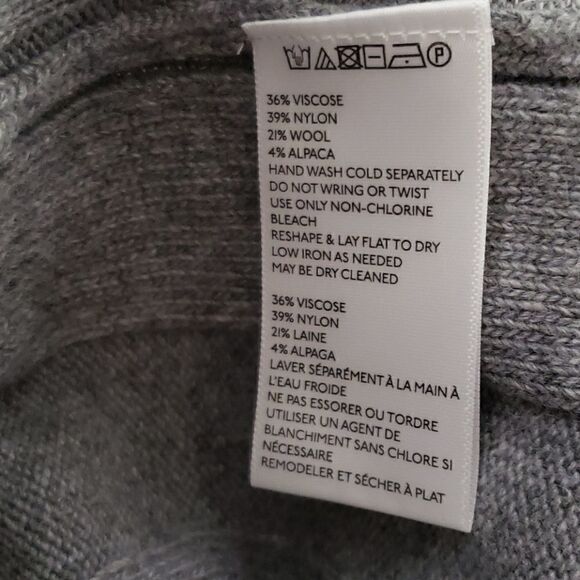 36% VISCOSE
39% NYLON
21% WOOL
4% ALPACA
HAND WASH COLD SEPARATELY
DO NOT WRING OR TWIST
USE ONLY NON-CHLORINE
BLEACH
RESHAPE & LAY FLAT TO DRY
LOW IRON AS NEEDED
MAY BE DRY CLEANED
36% VISCOSE
39% NYLON
21% LAINE
4% ALPAGA
LAVER SÉPARÉMENT À LA MAIN À
L'EAU FROIDE
NE PAS ESSORER OU TORDRE
UTILISER UN AGENT DE
BLANCHIMENT SANS CHLORE SI
NÉCESSAIRE
REMODELER ET SÉCHER À PLAT